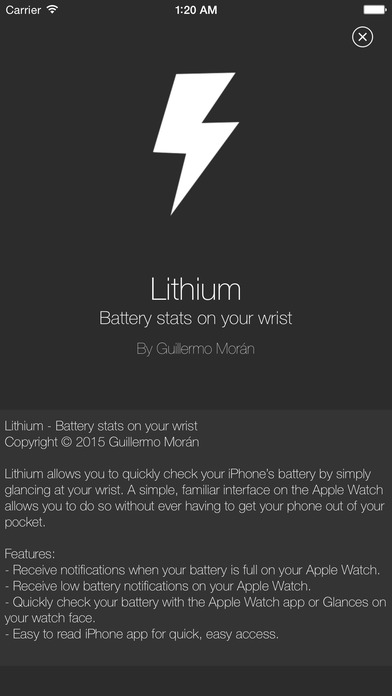 Carrier 1:20 AM
Lithium
Battery stats on your wrist
By Guillermo Morán
Lithium - Battery stats on your wrist
Copyright © 2015 Guillermo Morán
Lithium allows you to quickly check your iPhone's battery by simply
glancing at your wrist. A simple, familiar interface on the Apple Watch
allows you to do so without ever having to get your phone out of your
pocket.
Features:
- Receive notifications when your battery is full on your Apple Watch.
- Receive low battery notifications on your Apple Watch.
- Quickly check your battery with the Apple Watch app or Glances on
your watch face.
- Easy to read iPhone app for quick, easy access.